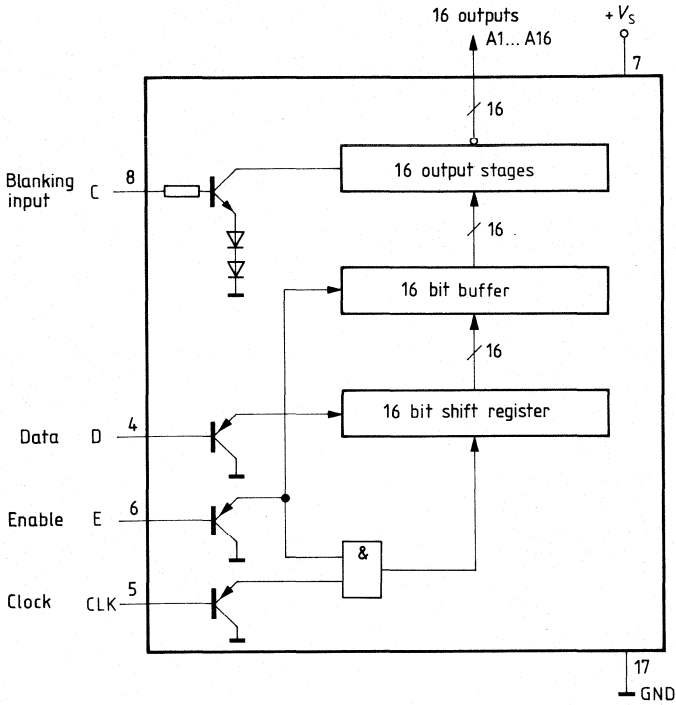 16 outputs
A1... A16
+VS
7
16
Blanking
input
C
8
16 output stages
16
16 bit buffer
16
Data
D
4
16 bit shift register
Enable
E
6
&
Clock
CLK
5
17
GND